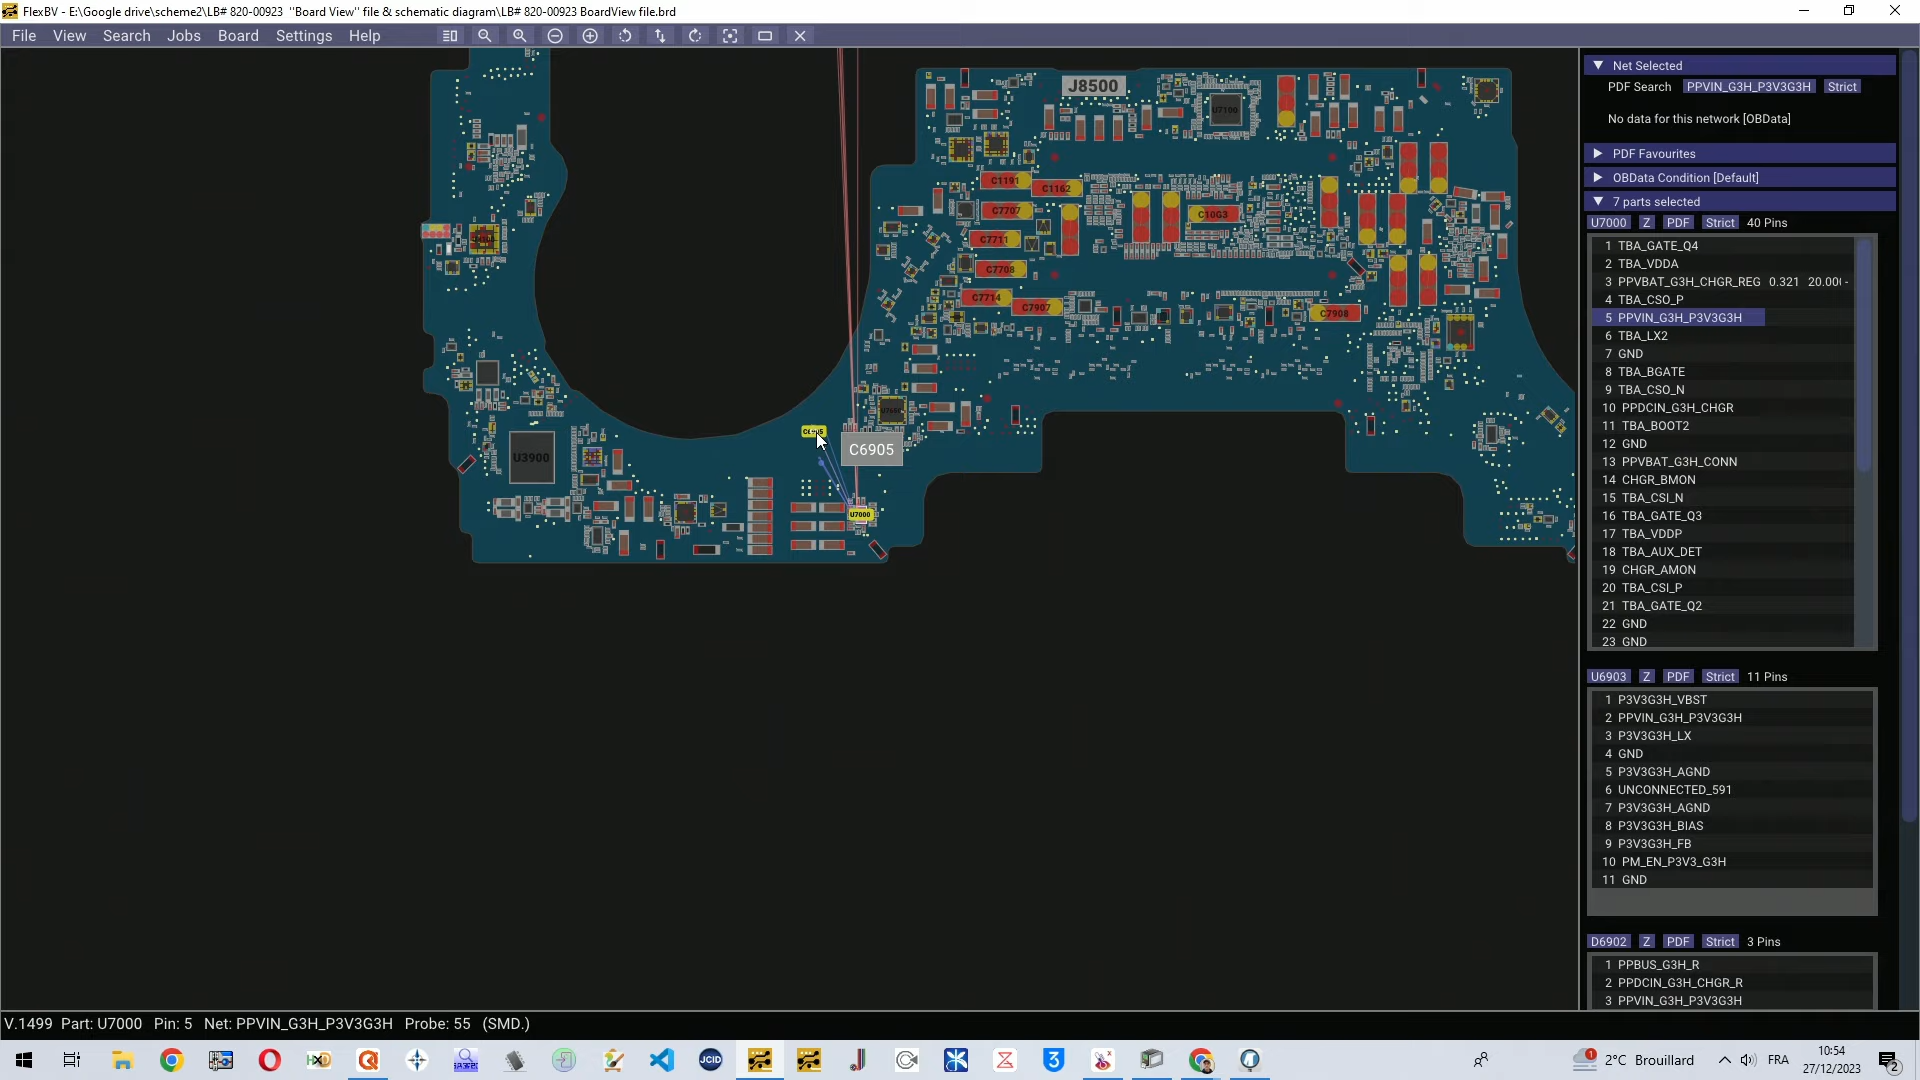 FlexBV - E:\Google drive\scheme2\LB# 820-00923  "Board View" file & schematic diagram\LB# 820-00923 BoardView file.brd
File View Search Jobs Board Settings Help
J8500
U7100
C1191
C1162
C7707
C10G3
C7711
C7708
C7714
C7907
C7908
C6905
U3900
U7000
Net Selected
PDF Search PPVIN_G3H_P3V3G3H Strict
No data for this network [OBData]
PDF Favourites
OBData Condition [Default]
7 parts selected
U7000 Z PDF Strict 40 Pins
1 TBA_GATE_Q4
2 TBA_VDDA
3 PPVBAT_G3H_CHGR_REG 0.321 20.00
4 TBA_CSO_P
5 PPVIN_G3H_P3V3G3H
6 TBA_LX2
7 GND
8 TBA_BGATE
9 TBA_CSO_N
10 PPDCIN_G3H_CHGR
11 TBA_BOOT2
12 GND
13 PPVBAT_G3H_CONN
14 CHGR_BMON
15 TBA_CSI_N
16 TBA_GATE_Q3
17 TBA_VDDP
18 TBA_AUX_DET
19 CHGR_AMON
20 TBA_CSI_P
21 TBA_GATE_Q2
22 GND
23 GND
U6903 Z PDF Strict 11 Pins
1 P3V3G3H_VBST
2 PPVIN_G3H_P3V3G3H
3 P3V3G3H_LX
4 GND
5 P3V3G3H_AGND
6 UNCONNECTED_591
7 P3V3G3H_AGND
8 P3V3G3H_BIAS
9 P3V3G3H_FB
10 PM_EN_P3V3_G3H
11 GND
D6902 Z PDF Strict 3 Pins
1 PPBUS_G3H_R
2 PPDCIN_G3H_CHGR_R
3 PPVIN_G3H_P3V3G3H
V.1499 Part: U7000 Pin: 5 Net: PPVIN_G3H_P3V3G3H Probe: 55 (SMD.)
JCID
2°C Brouillard
FRA
10:54
27/12/2023